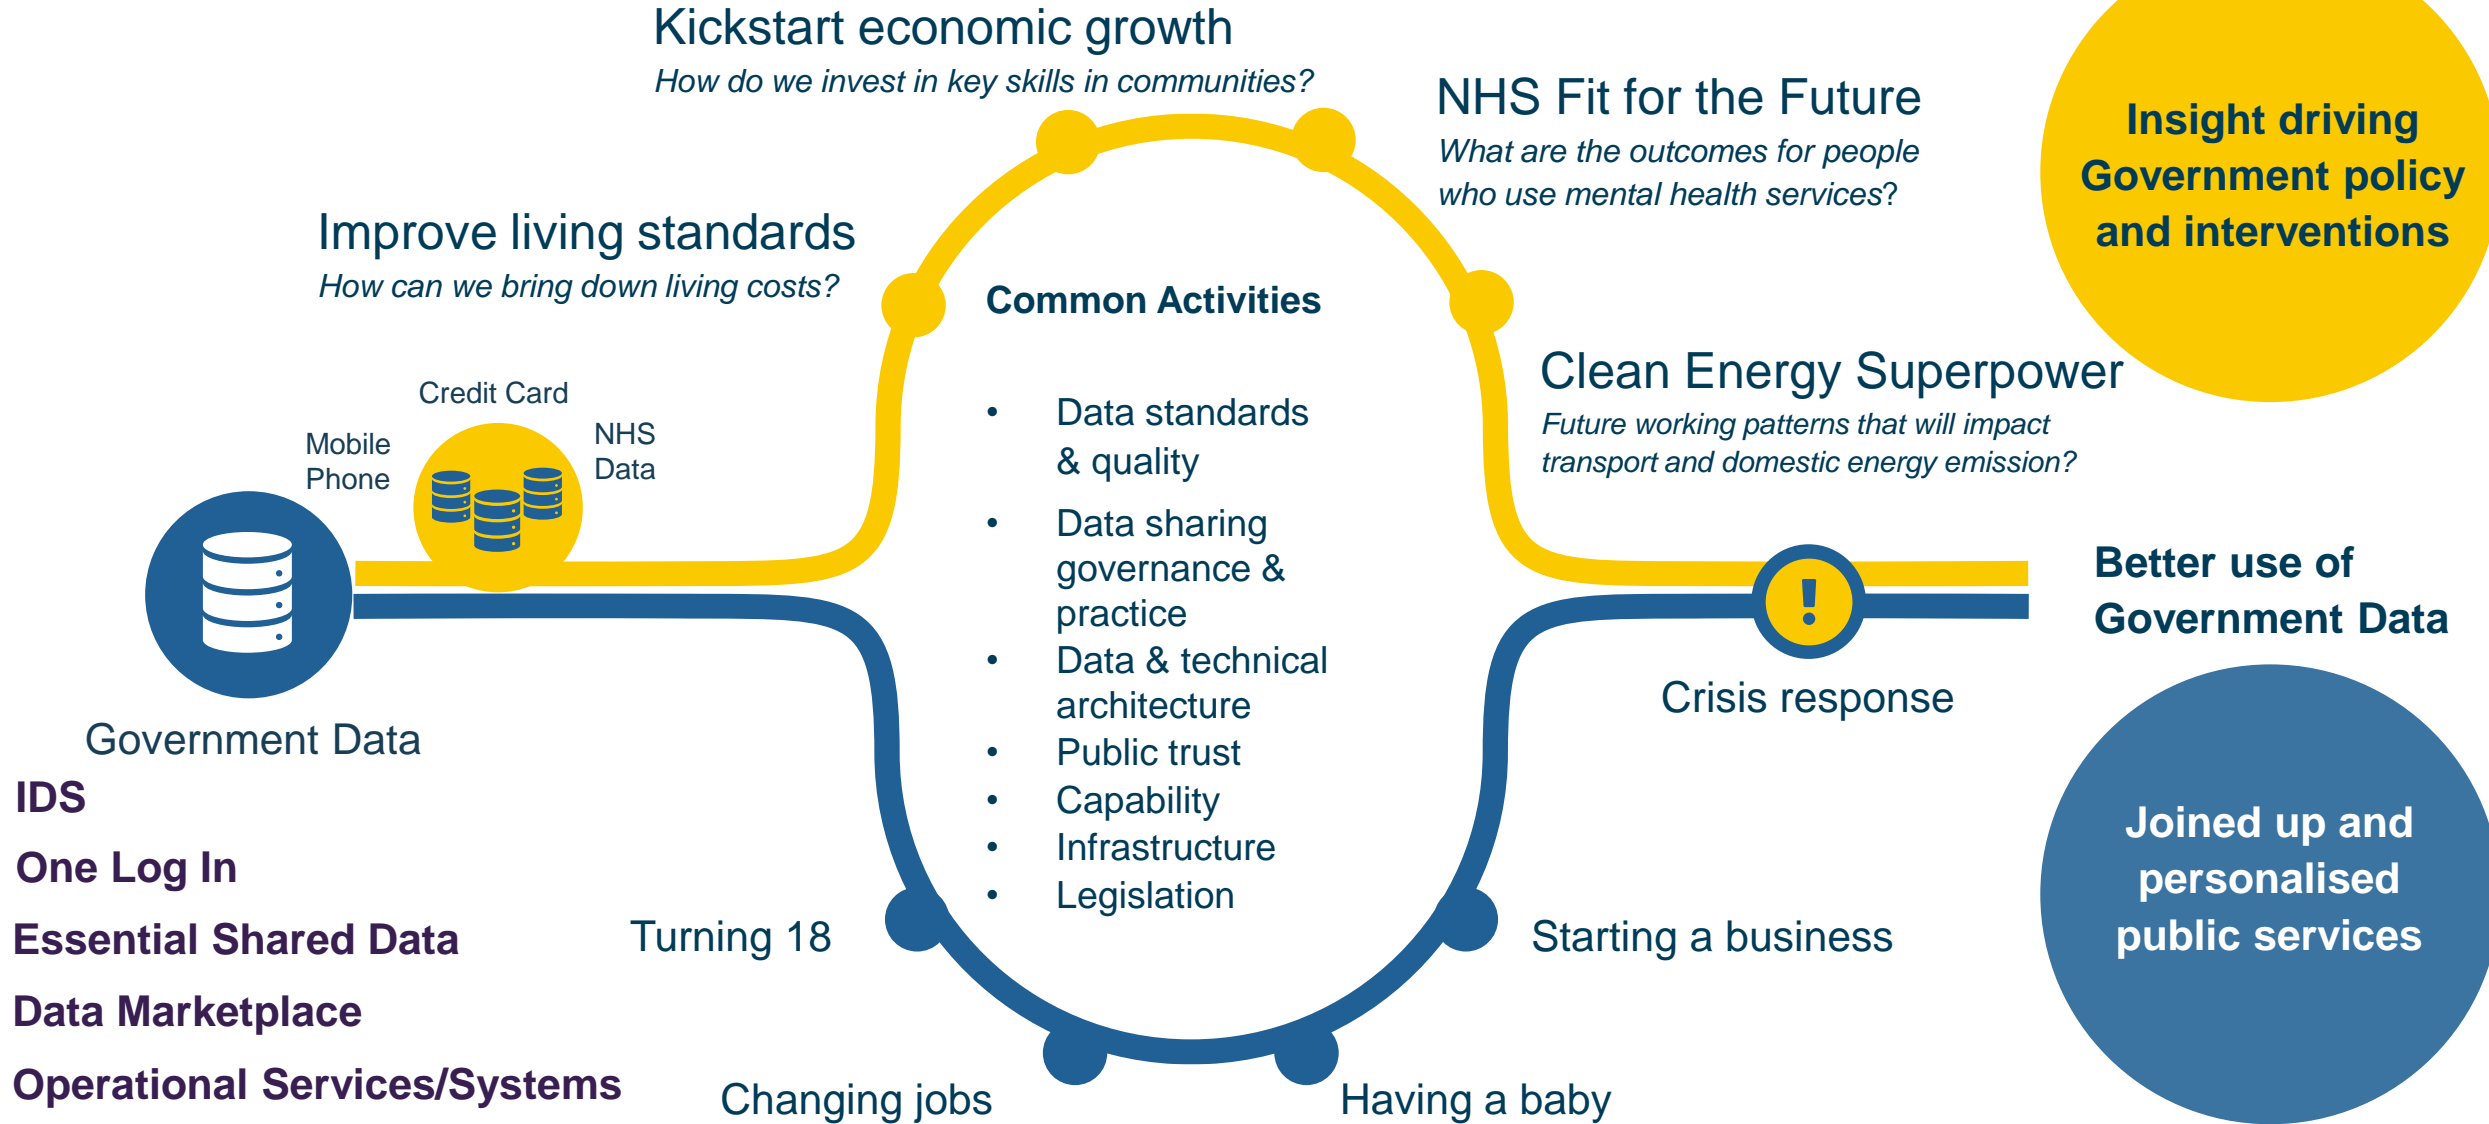 Kickstart economic growth
How do we invest in key skills in communities?
NHS Fit for the Future
What are the outcomes for people
who use mental health services?
Insight driving
Government policy
and interventions
Improve living standards
How can we bring down living costs?
Common Activities
Clean Energy Superpower
Future working patterns that will impact
transport and domestic energy emission?
Credit Card
Mobile
Phone
NHS
Data
• Data standards
& quality
• Data sharing
governance &
practice
• Data & technical
architecture
• Public trust
• Capability
• Infrastructure
• Legislation
!
Better use of
Government Data
Crisis response
Government Data
IDS
One Log In
Essential Shared Data
Data Marketplace
Operational Services/Systems
Turning 18
Changing jobs
Having a baby
Starting a business
Joined up and
personalised
public services